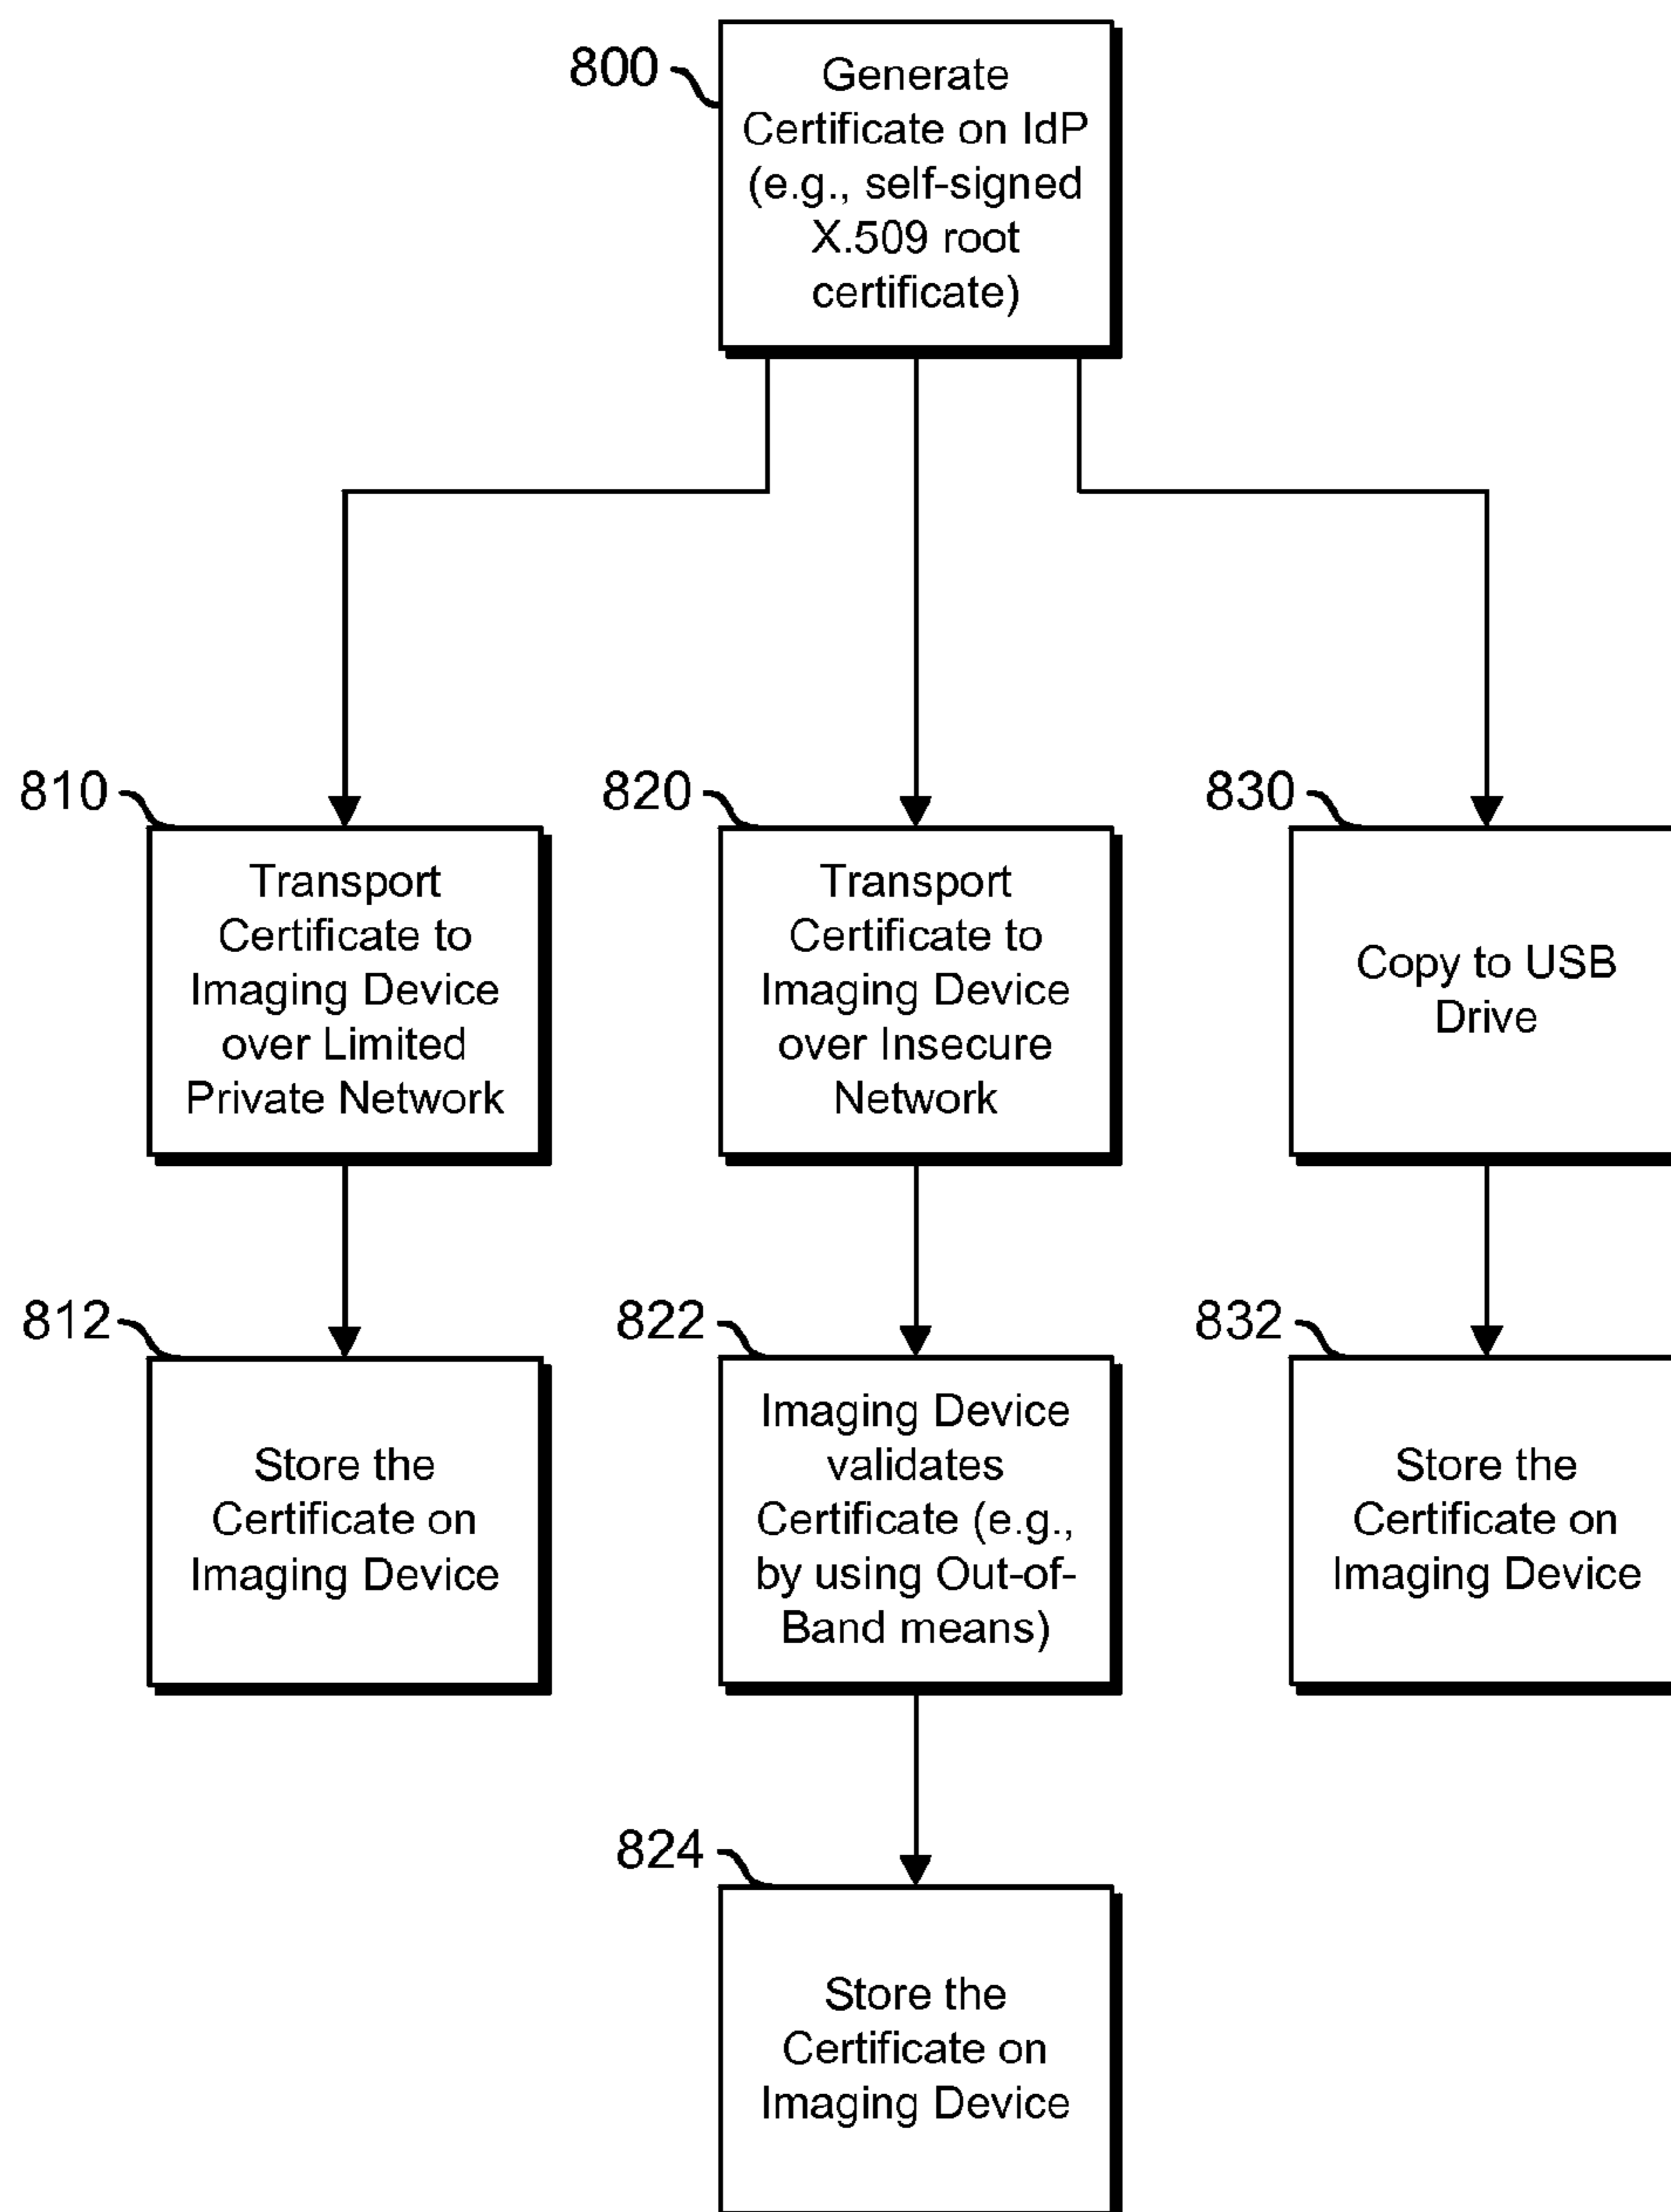 800
Generate
Certificate on IdP
(e.g., self-signed
X.509 root
certificate)
810
Transport
Certificate to
Imaging Device
over Limited
Private Network
820
Transport
Certificate to
Imaging Device
over Insecure
Network
830
Copy to USB
Drive
812
Store the
Certificate on
Imaging Device
822
Imaging Device
validates
Certificate (e.g.,
by using Out-of-
Band means)
832
Store the
Certificate on
Imaging Device
824
Store the
Certificate on
Imaging Device